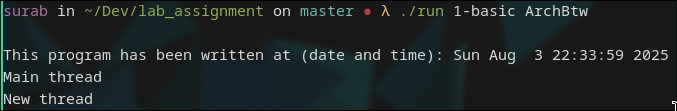 surab in ~/Dev/lab_assignment on master ● λ ./run 1-basic ArchBtw
This program has been written at (date and time): Sun Aug  3 22:33:59 2025
Main thread
New thread